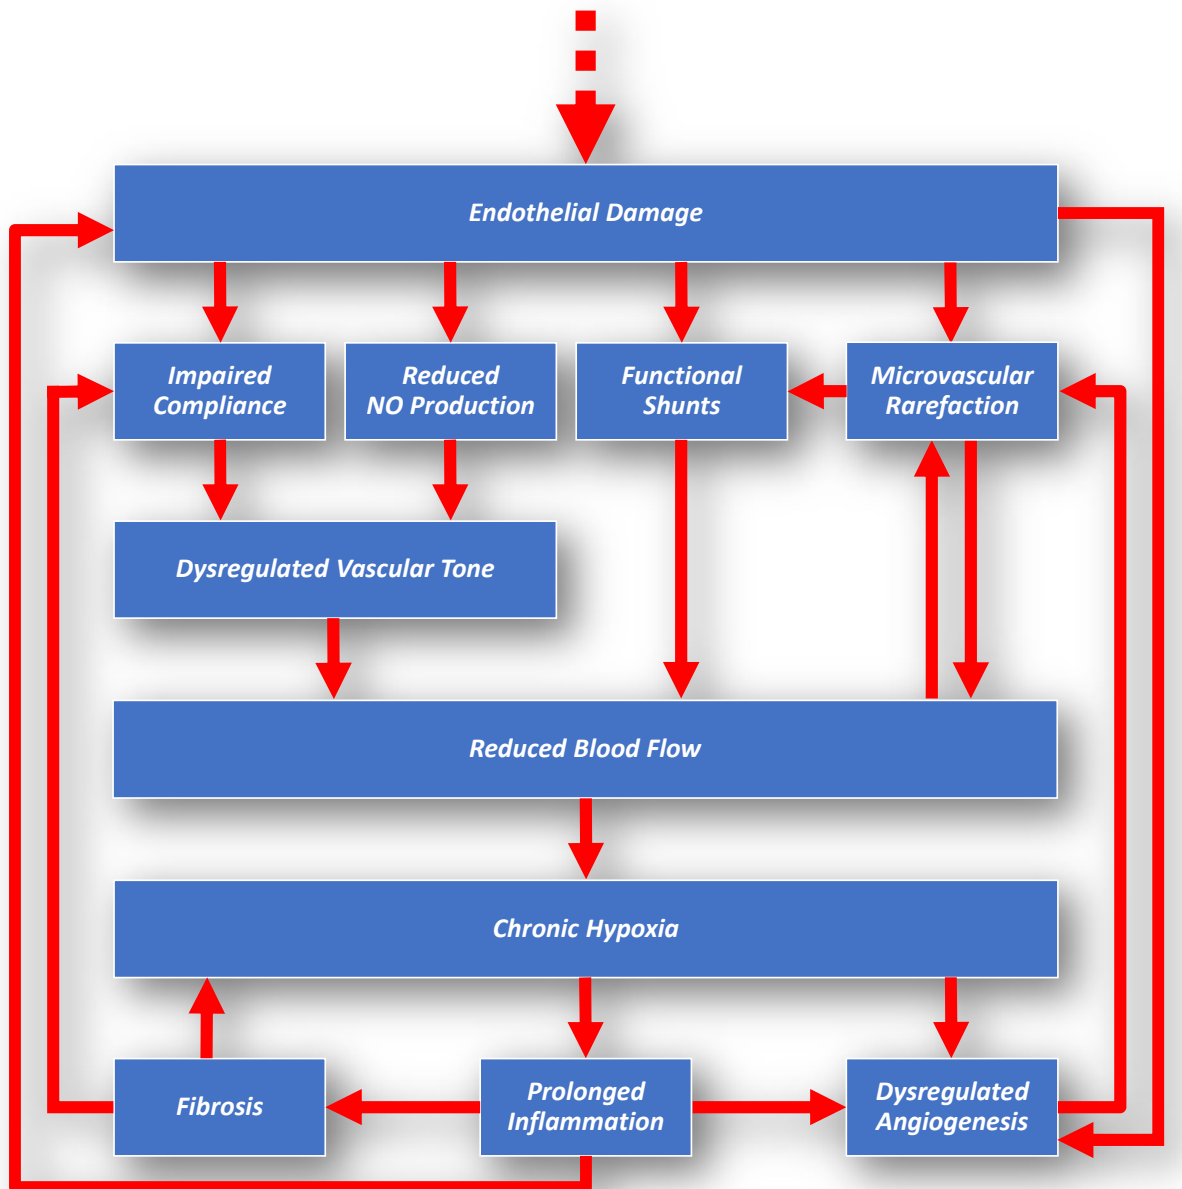 Endothelial Damage
Impaired
Compliance
Reduced
NO Production
Functional
Shunts
Microvascular
Rarefaction
Dysregulated Vascular Tone
Reduced Blood Flow
Chronic Hypoxia
Fibrosis
Prolonged
Inflammation
Dysregulated
Angiogenesis